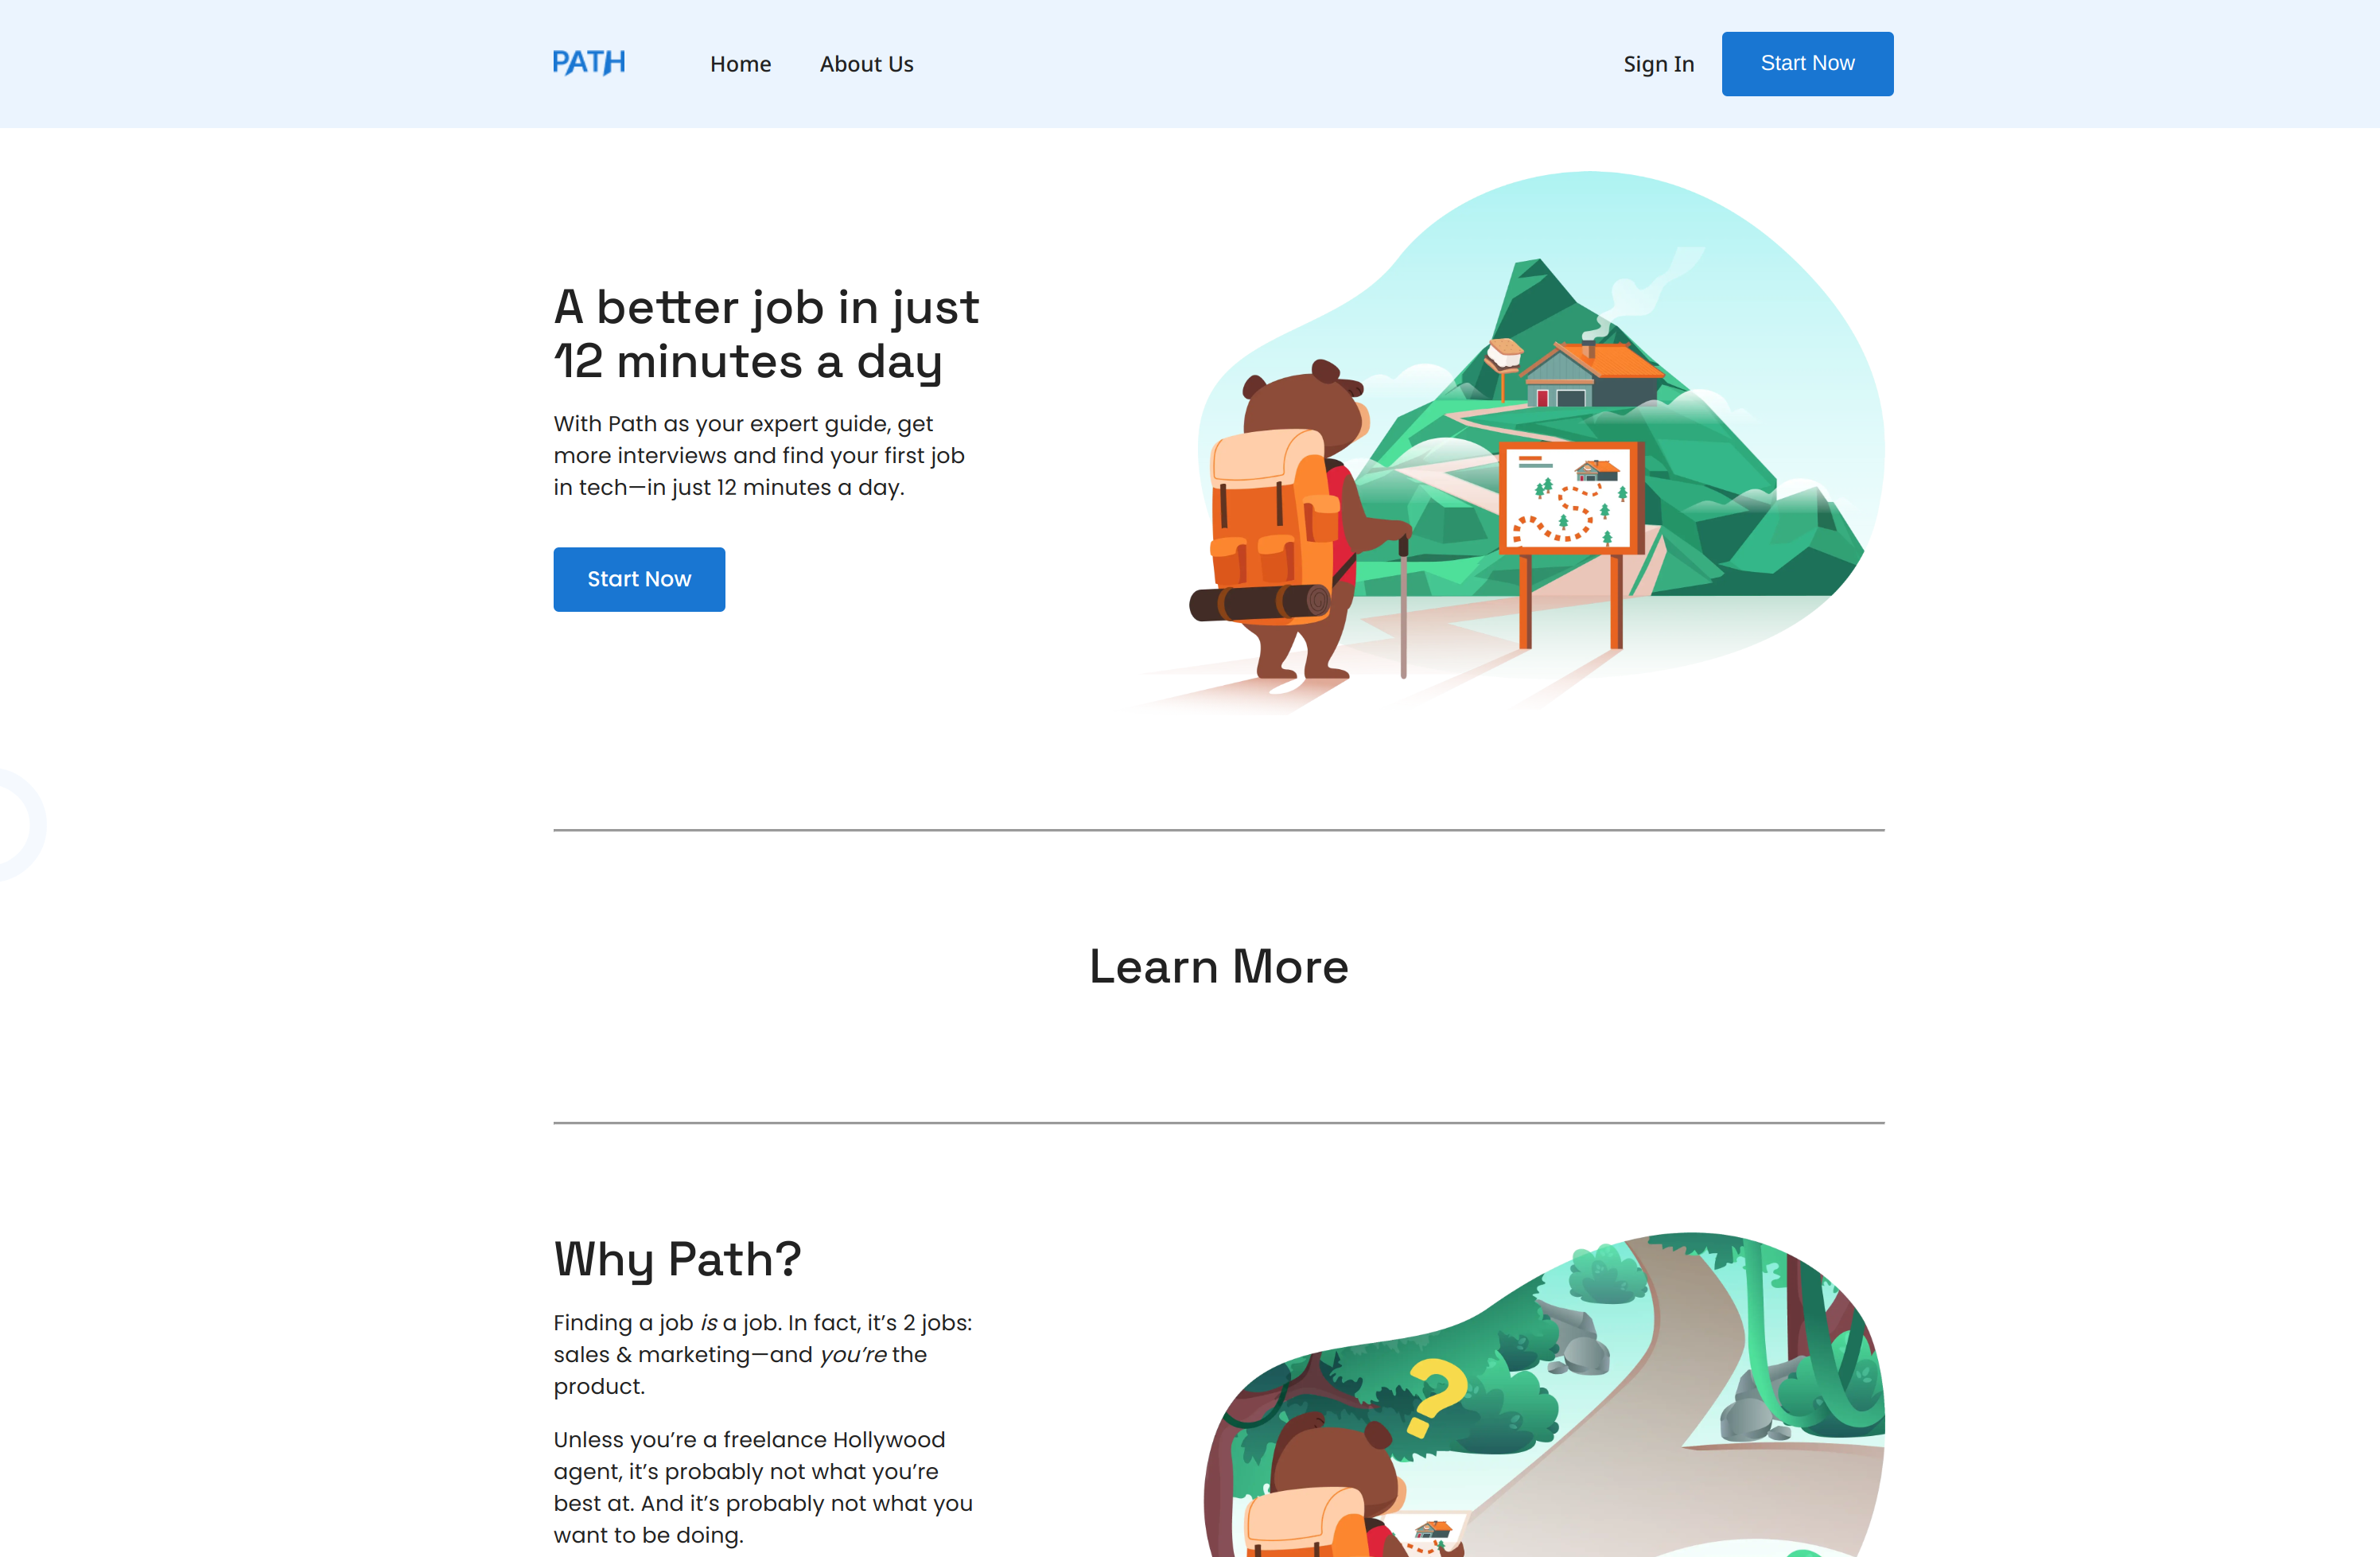 PATH
Home
About Us
Sign In
Start Now
A better job in just
12 minutes a day
With Path as your expert guide, get
more interviews and find your first job
in tech—in just 12 minutes a day.
Start Now
Learn More
Why Path?
Finding a job is a job. In fact, it’s 2 jobs:
sales & marketing—and you’re the
product.
Unless you’re a freelance Hollywood
agent, it’s probably not what you’re
best at. And it’s probably not what you
want to be doing.
?